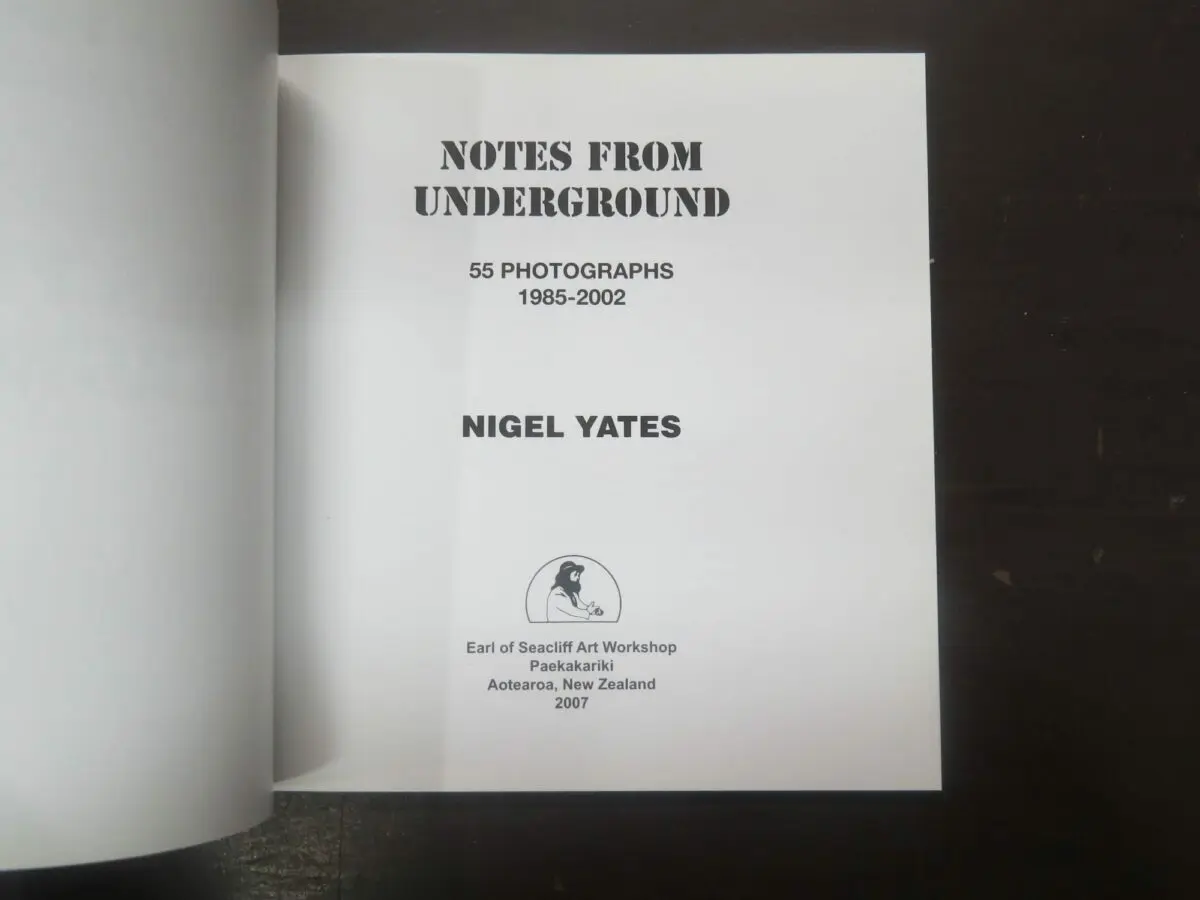 NOTES FROM
UNDERGROUND
55 PHOTOGRAPHS
1985-2002
NIGEL YATES
Earl of Seacliff Art Workshop
Paekakariki
Aotearoa, New Zealand
2007